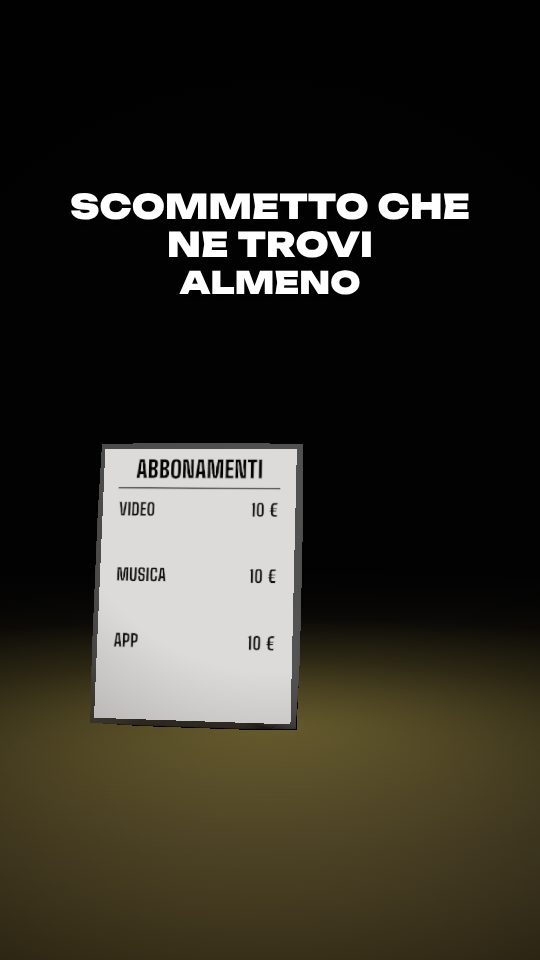 SCOMMETTO CHE
NE TROVI
ALMENO
ABBONAMENTI
VIDEO 10 €
MUSICA 10 €
APP 10 €